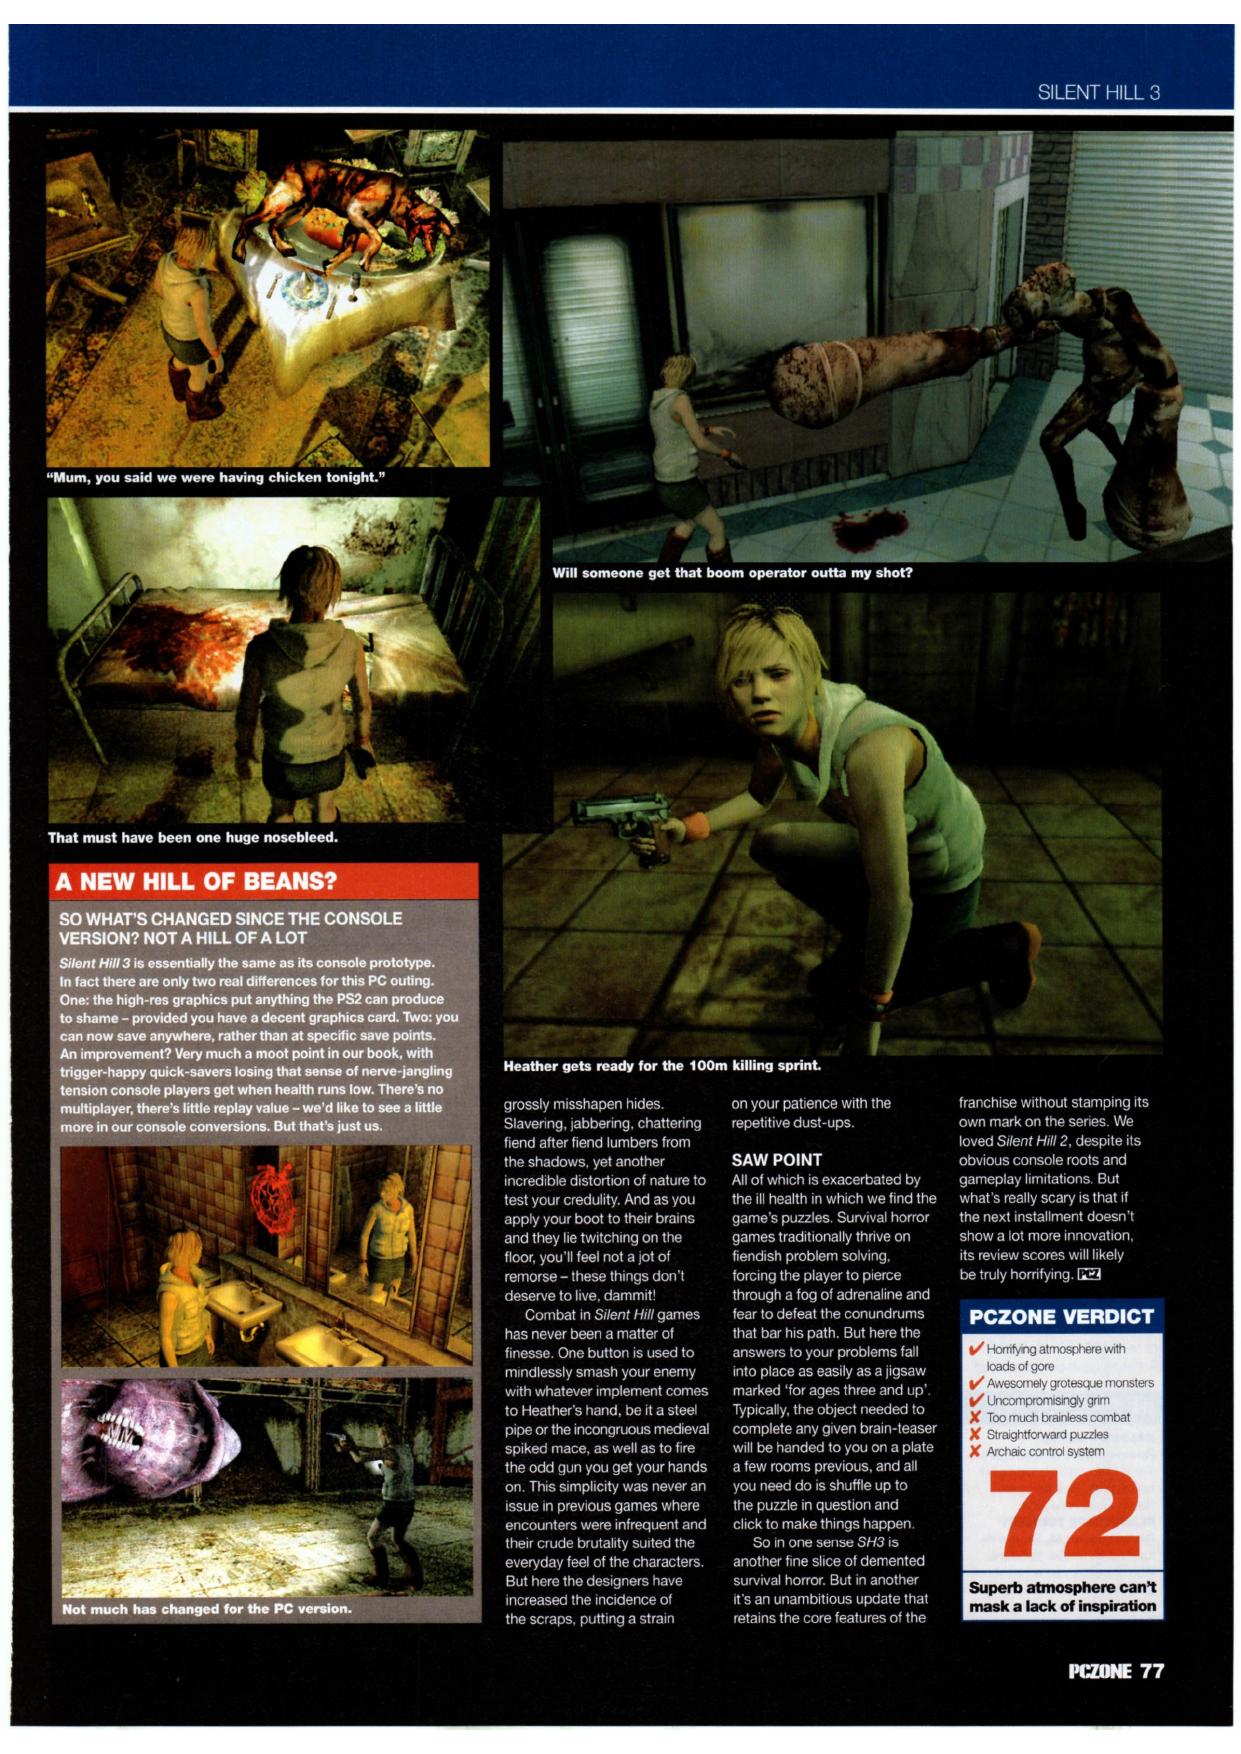 SILENT HILL 3
“Mum, you said we were having chicken tonight.”
Will someone get that boom operator outta my shot?
That must have been one huge nosebleed.
Heather gets ready for the 100m killing sprint.
A NEW HILL OF BEANS?
SO WHAT'S CHANGED SINCE THE CONSOLE
VERSION? NOT A HILL OF A LOT
Silent Hill 3 is essentially the same as its console prototype.
In fact there are only two real differences for this PC outing.
One: the high-res graphics put anything the PS2 can produce
to shame – provided you have a decent graphics card. Two: you
can now save anywhere, rather than at specific save points.
An improvement? Very much a moot point in our book, with
trigger-happy quick-savers losing that sense of nerve-jangling
tension console players get when health runs low. There's no
multiplayer, there's little replay value – we'd like to see a little
more in our console conversions. But that's just us.
Not much has changed for the PC version.
grossly misshapen hides.
Slavering, jabbering, chattering
fiend after fiend lumbers from
the shadows, yet another
incredible distortion of nature to
test your credulity. And as you
apply your boot to their brains
and they lie twitching on the
floor, you'll feel not a jot of
remorse – these things don't
deserve to live, dammit!
Combat in Silent Hill games
has never been a matter of
finesse. One button is used to
mindlessly smash your enemy
with whatever implement comes
to Heather's hand, be it a steel
pipe or the incongruous medieval
spiked mace, as well as to fire
the odd gun you get your hands
on. This simplicity was never an
issue in previous games where
encounters were infrequent and
their crude brutality suited the
everyday feel of the characters.
But here the designers have
increased the incidence of
the scraps, putting a strain
on your patience with the
repetitive dust-ups.
SAW POINT
All of which is exacerbated by
the ill health in which we find the
game's puzzles. Survival horror
games traditionally thrive on
fiendish problem solving,
forcing the player to pierce
through a fog of adrenaline and
fear to defeat the conundrums
that bar his path. But here the
answers to your problems fall
into place as easily as a jigsaw
marked 'for ages three and up'.
Typically, the object needed to
complete any given brain-teaser
will be handed to you on a plate
a few rooms previous, and all
you need do is shuffle up to
the puzzle in question and
click to make things happen.
So in one sense SH3 is
another fine slice of demented
survival horror. But in another
it's an unambitious update that
retains the core features of the
franchise without stamping its
own mark on the series. We
loved Silent Hill 2, despite its
obvious console roots and
gameplay limitations. But
what's really scary is that if
the next installment doesn't
show a lot more innovation,
its review scores will likely
be truly horrifying. PCZ
PCZONE VERDICT
✔ Horrifying atmosphere with
loads of gore
✔ Awesomely grotesque monsters
✔ Uncompromisingly grim
✘ Too much brainless combat
✘ Straightforward puzzles
✘ Archaic control system
72
Superb atmosphere can't
mask a lack of inspiration
PCZONE 77